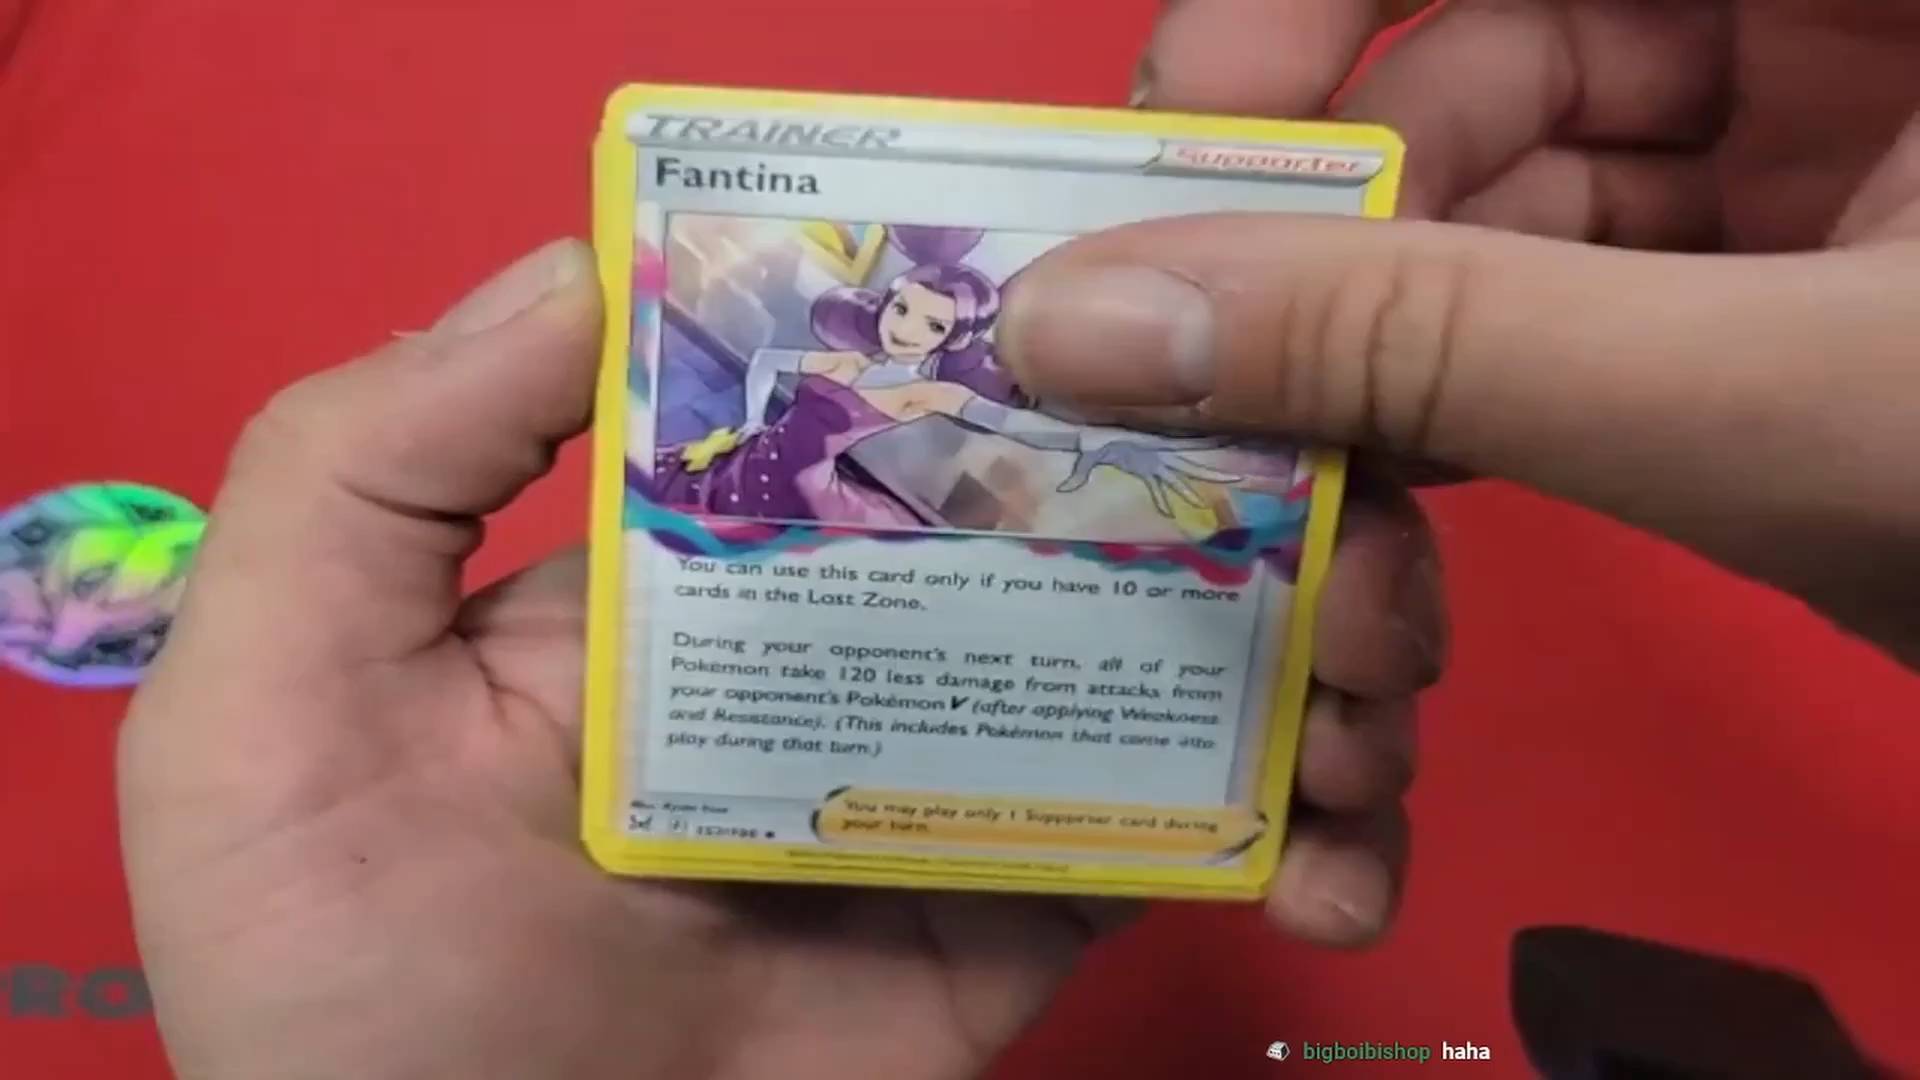 TRAINER
Supporter
Fantina
You can use this card only if you have 10 or more
cards in the Lost Zone.
During your opponent's next turn, all of your
Pokémon take 120 less damage from attacks from
your opponent's Pokémon V (after applying Weakness
and Resistance). (This includes Pokémon that come into
play during that turn.)
You may play only 1 Supporter card during
your turn.
bigboibishop haha